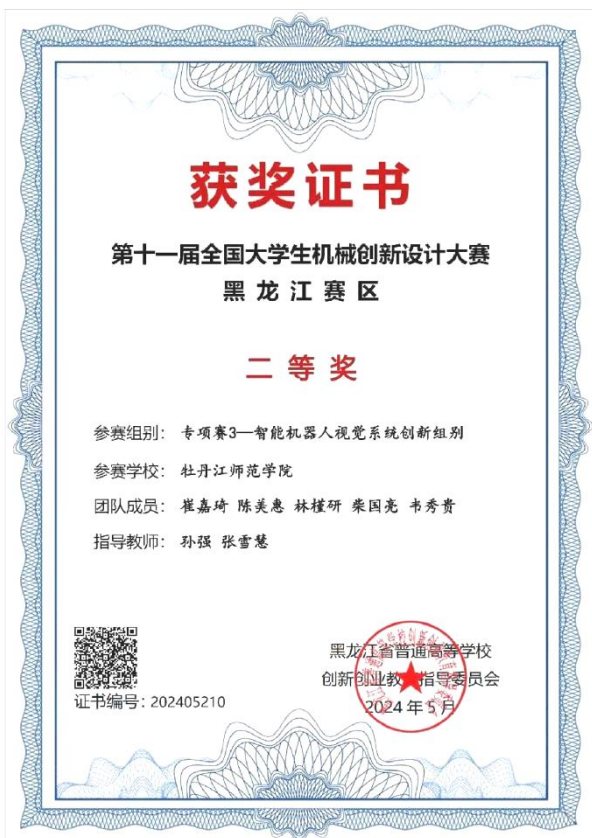 获奖证书
第十一届全国大学生机械创新设计大赛
黑龙江赛区
二等奖
参赛组别：专项赛3—智能机器人视觉系统创新组别
参赛学校：牡丹江师范学院
团队成员：崔嘉琦 陈美惠 林槿研 柴国亮 韦秀贵
指导教师：孙强 张雪慧
黑龙江省普通高等学校
创新创业教育指导委员会
2024年5月
证书编号：202405210